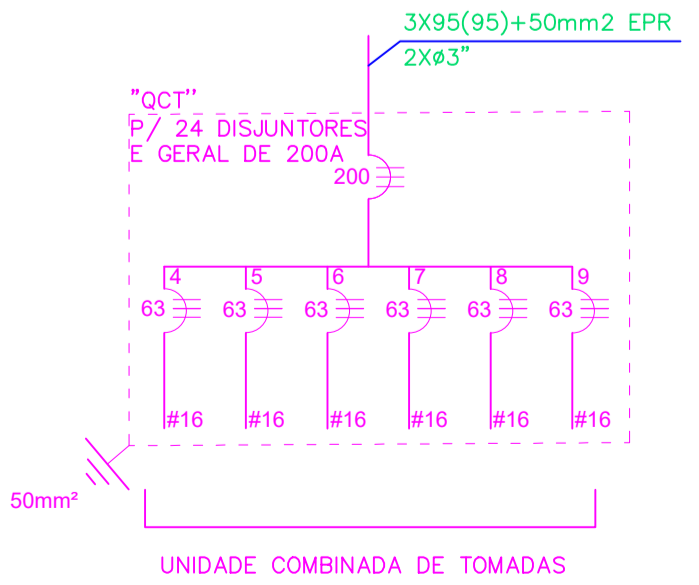 3X95(95)+50mm2 EPR
2Xø3"
"QCT''
P/ 24 DISJUNTORES
E GERAL DE 200A
200
4 5 6 7 8 9
63 63 63 63 63 63
#16 #16 #16 #16 #16 #16
50mm²
UNIDADE COMBINADA DE TOMADAS